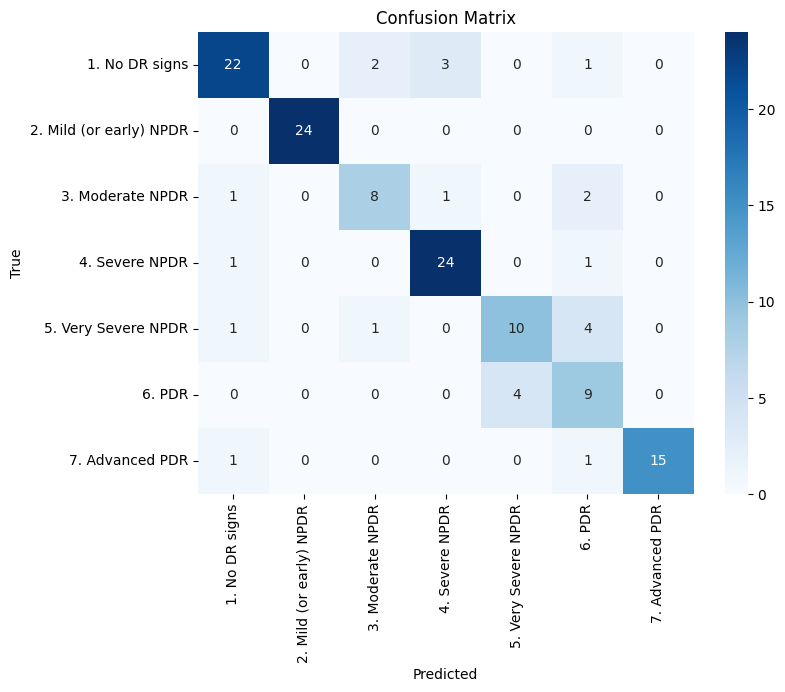 Confusion Matrix
1. No DR signs 22 0 2 3 0 1 0
2. Mild (or early) NPDR 0 24 0 0 0 0 0
3. Moderate NPDR 1 0 8 1 0 2 0
4. Severe NPDR 1 0 0 24 0 1 0
5. Very Severe NPDR 1 0 1 0 10 4 0
6. PDR 0 0 0 0 4 9 0
7. Advanced PDR 1 0 0 0 0 1 15
True
1. No DR signs
2. Mild (or early) NPDR
3. Moderate NPDR
4. Severe NPDR
5. Very Severe NPDR
6. PDR
7. Advanced PDR
Predicted
20
15
10
5
0